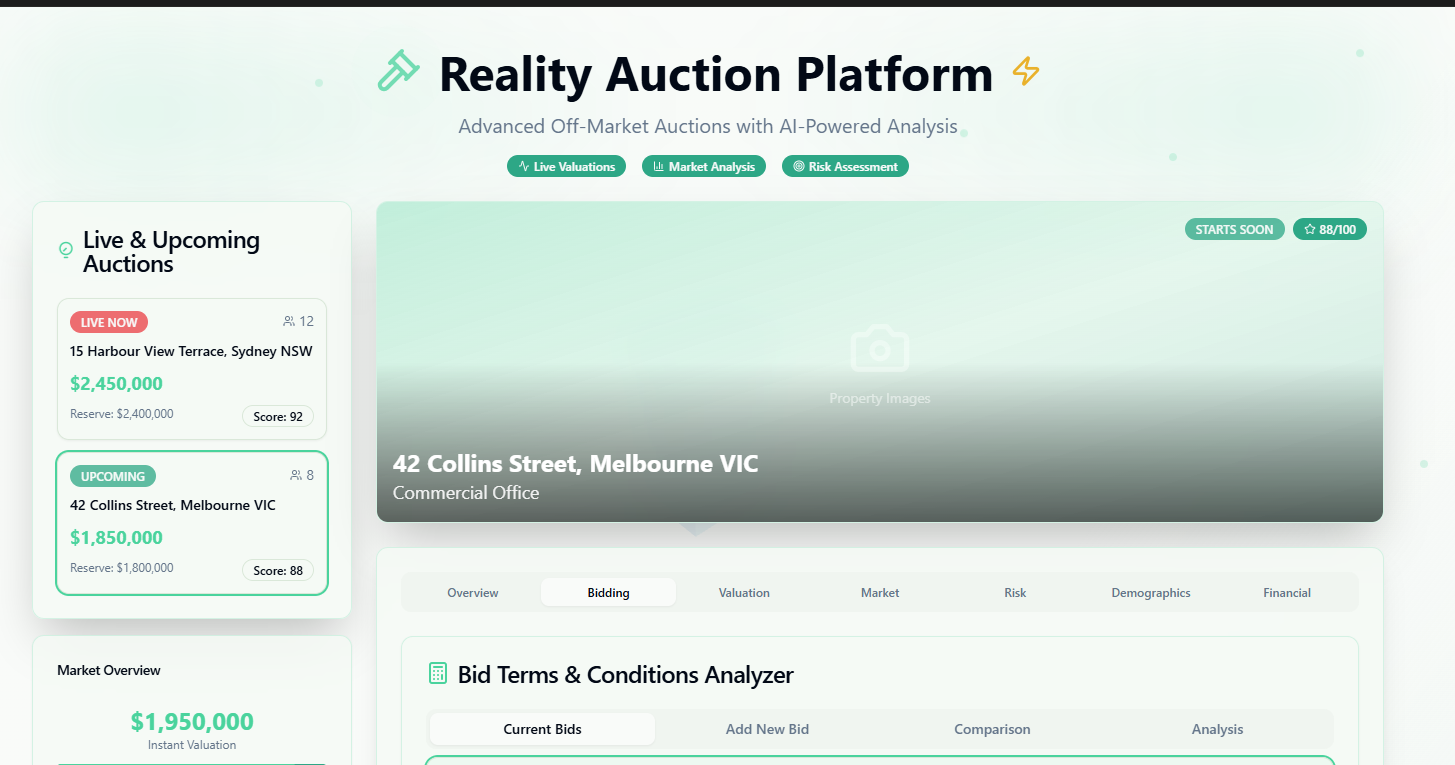 Reality Auction Platform
Advanced Off-Market Auctions with AI-Powered Analysis
Live Valuations
Market Analysis
Risk Assessment
Live & Upcoming
Auctions
LIVE NOW
12
15 Harbour View Terrace, Sydney NSW
$2,450,000
Reserve: $2,400,000
Score: 92
UPCOMING
8
42 Collins Street, Melbourne VIC
$1,850,000
Reserve: $1,800,000
Score: 88
Market Overview
$1,950,000
Instant Valuation
STARTS SOON
88/100
Property Images
42 Collins Street, Melbourne VIC
Commercial Office
Overview
Bidding
Valuation
Market
Risk
Demographics
Financial
Bid Terms & Conditions Analyzer
Current Bids
Add New Bid
Comparison
Analysis